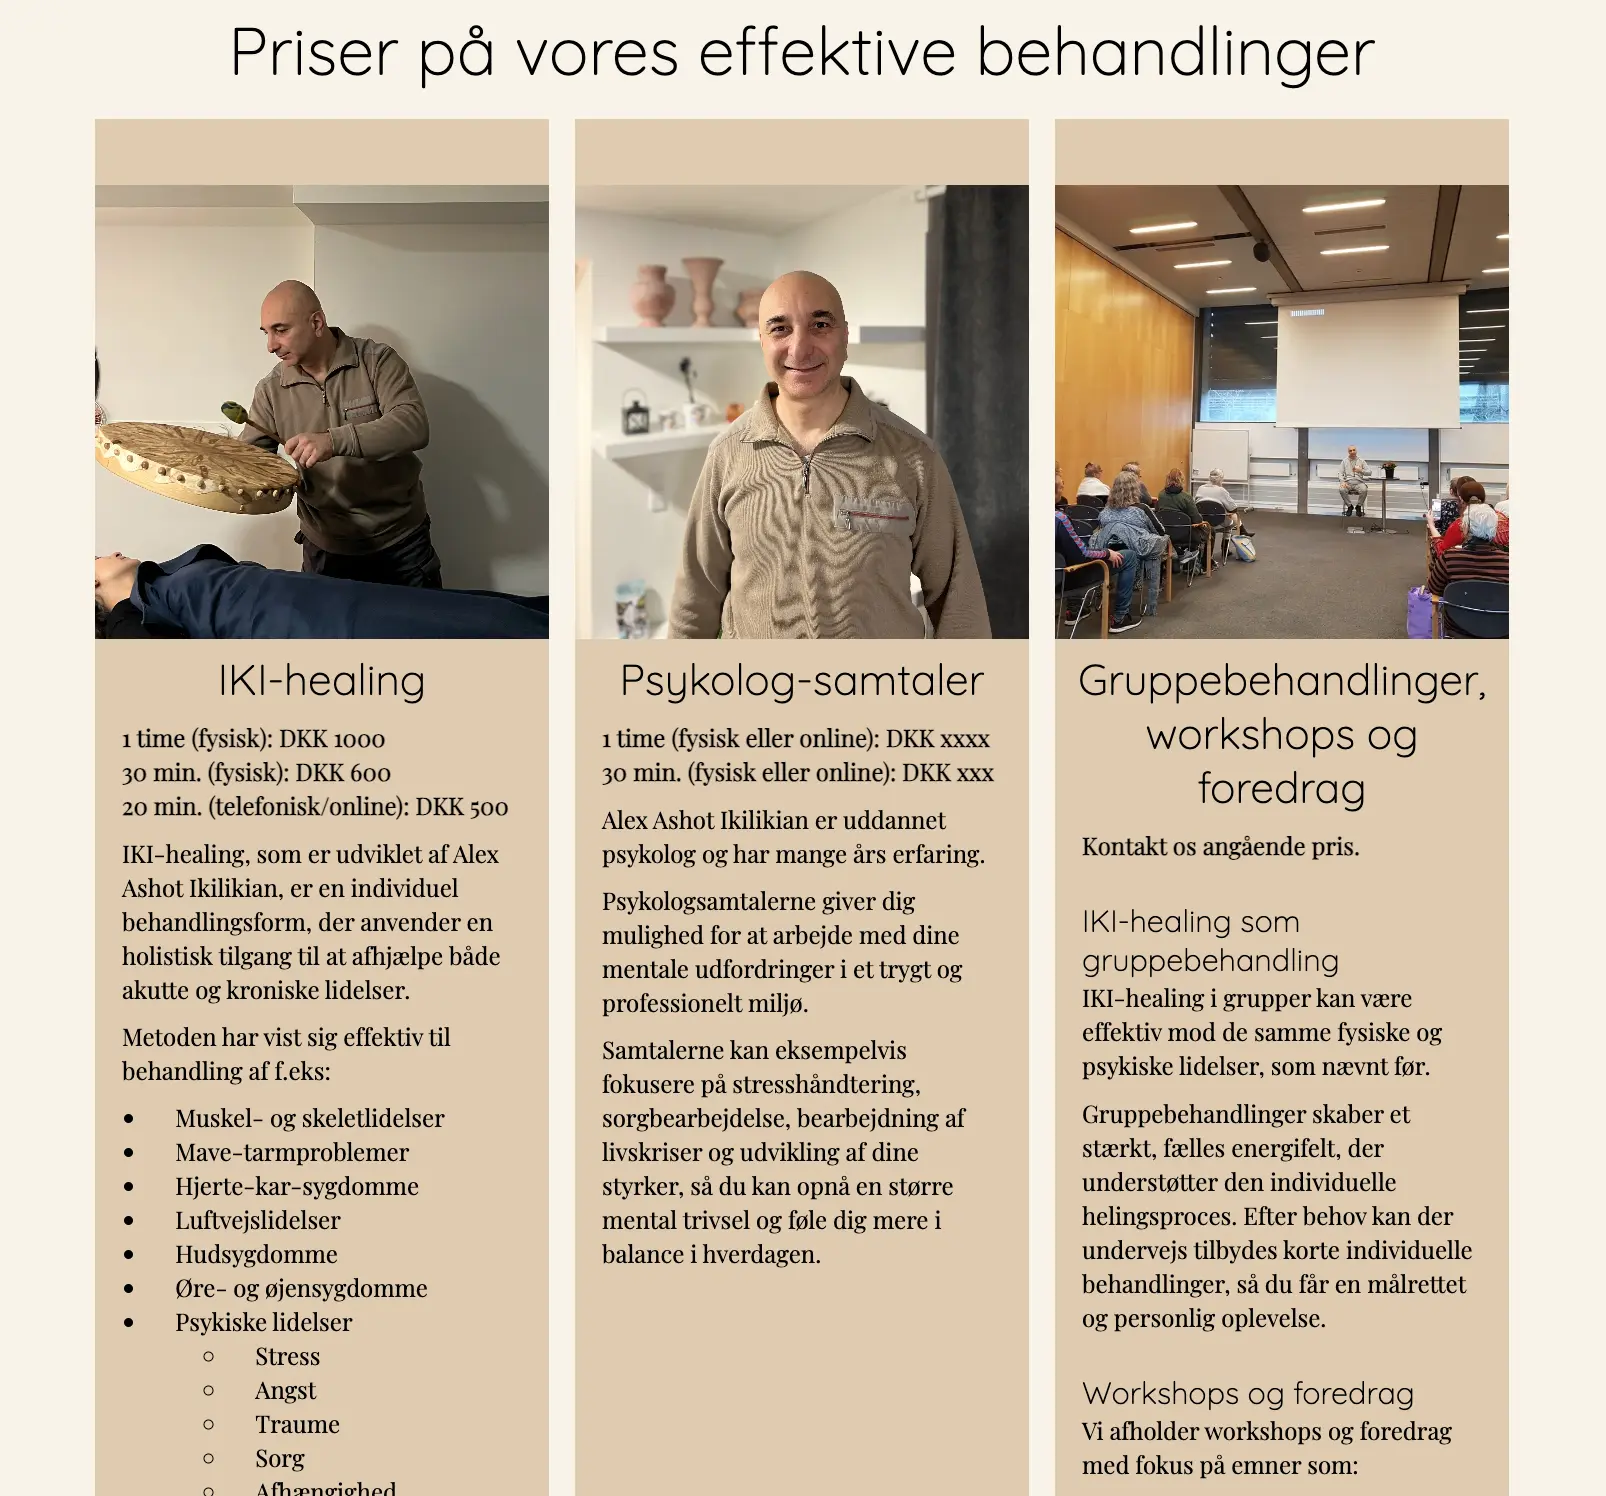 Priser på vores effektive behandlinger
IKI-healing
1 time (fysisk): DKK 1000
30 min. (fysisk): DKK 600
20 min. (telefonisk/online): DKK 500
IKI-healing, som er udviklet af Alex
Ashot Ikilikian, er en individuel
behandlingsform, der anvender en
holistisk tilgang til at afhjælpe både
akutte og kroniske lidelser.
Metoden har vist sig effektiv til
behandling af f.eks:
• Muskel- og skeletlidelser
• Mave-tarmproblemer
• Hjerte-kar-sygdomme
• Luftvejslidelser
• Hudsygdomme
• Øre- og øjensygdomme
• Psykiske lidelser
○ Stress
○ Angst
○ Traume
○ Sorg
○ Afhængighed
Psykolog-samtaler
1 time (fysisk eller online): DKK xxxx
30 min. (fysisk eller online): DKK xxx
Alex Ashot Ikilikian er uddannet
psykolog og har mange års erfaring.
Psykologsamtalerne giver dig
mulighed for at arbejde med dine
mentale udfordringer i et trygt og
professionelt miljø.
Samtalerne kan eksempelvis
fokusere på stresshåndtering,
sorgbearbejdelse, bearbejdning af
livskriser og udvikling af dine
styrker, så du kan opnå en større
mental trivsel og føle dig mere i
balance i hverdagen.
Gruppebehandlinger,
workshops og
foredrag
Kontakt os angående pris.
IKI-healing som
gruppebehandling
IKI-healing i grupper kan være
effektiv mod de samme fysiske og
psykiske lidelser, som nævnt før.
Gruppebehandlinger skaber et
stærkt, fælles energifelt, der
understøtter den individuelle
helingsproces. Efter behov kan der
undervejs tilbydes korte individuelle
behandlinger, så du får en målrettet
og personlig oplevelse.
Workshops og foredrag
Vi afholder workshops og foredrag
med fokus på emner som: